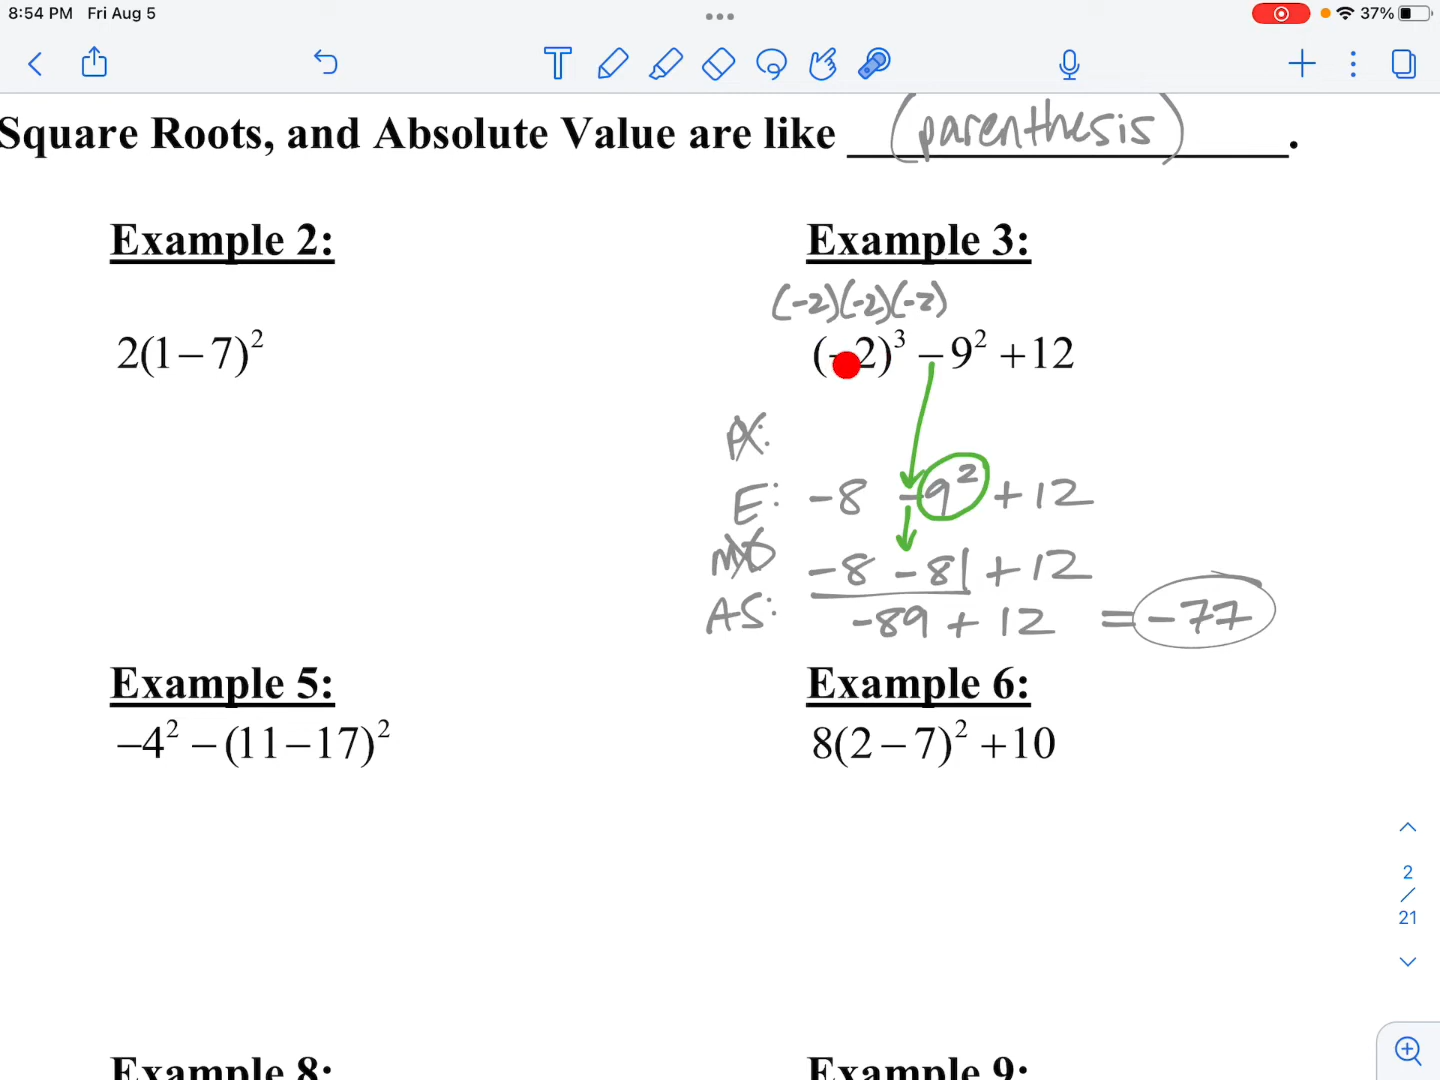 8:54 PM Fri Aug 5 37%
Square Roots, and Absolute Value are like (parenthesis).
Example 2:
2(1−7)²
Example 3:
(-2)(-2)(-2)
(−2)³ −9² +12
P:
E: -8 -9² +12
MD -8 -81 +12
AS: -89 + 12 = -77
Example 5:
−4² −(11−17)²
Example 6:
8(2−7)² +10
2
/
21
Example 8:
Example 9: